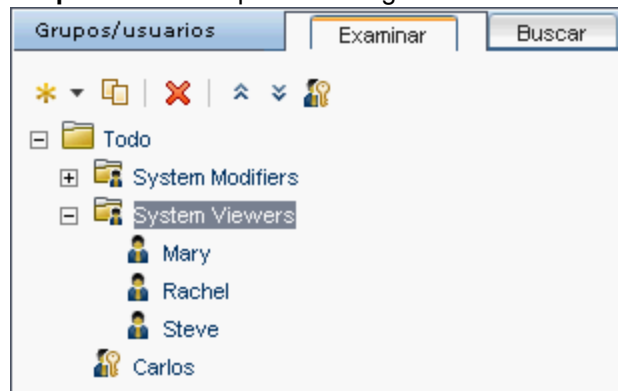 Grupos/usuarios Examinar Buscar
Todo
System Modifiers
System Viewers
Mary
Rachel
Steve
Carlos